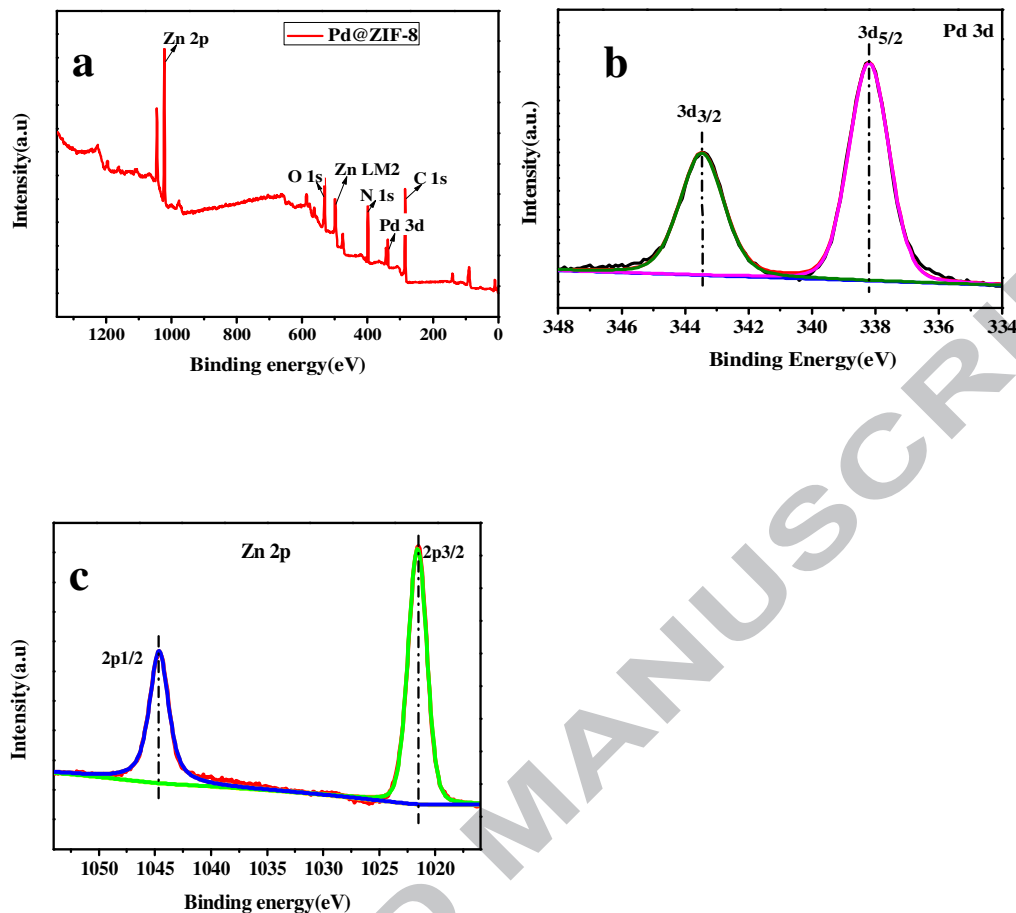 a
Pd@ZIF-8
Zn 2p
O 1s
Zn LM2
N 1s
C 1s
Pd 3d
Intensity(a.u)
1200 1000 800 600 400 200 0
Binding energy(eV)
b
Pd 3d
3d5/2
3d3/2
Intensity(a.u.)
348 346 344 342 340 338 336 334
Binding Energy(eV)
c
Zn 2p
2p3/2
2p1/2
Intensity(a.u)
1050 1045 1040 1035 1030 1025 1020
Binding energy(eV)
D MANUSCRI